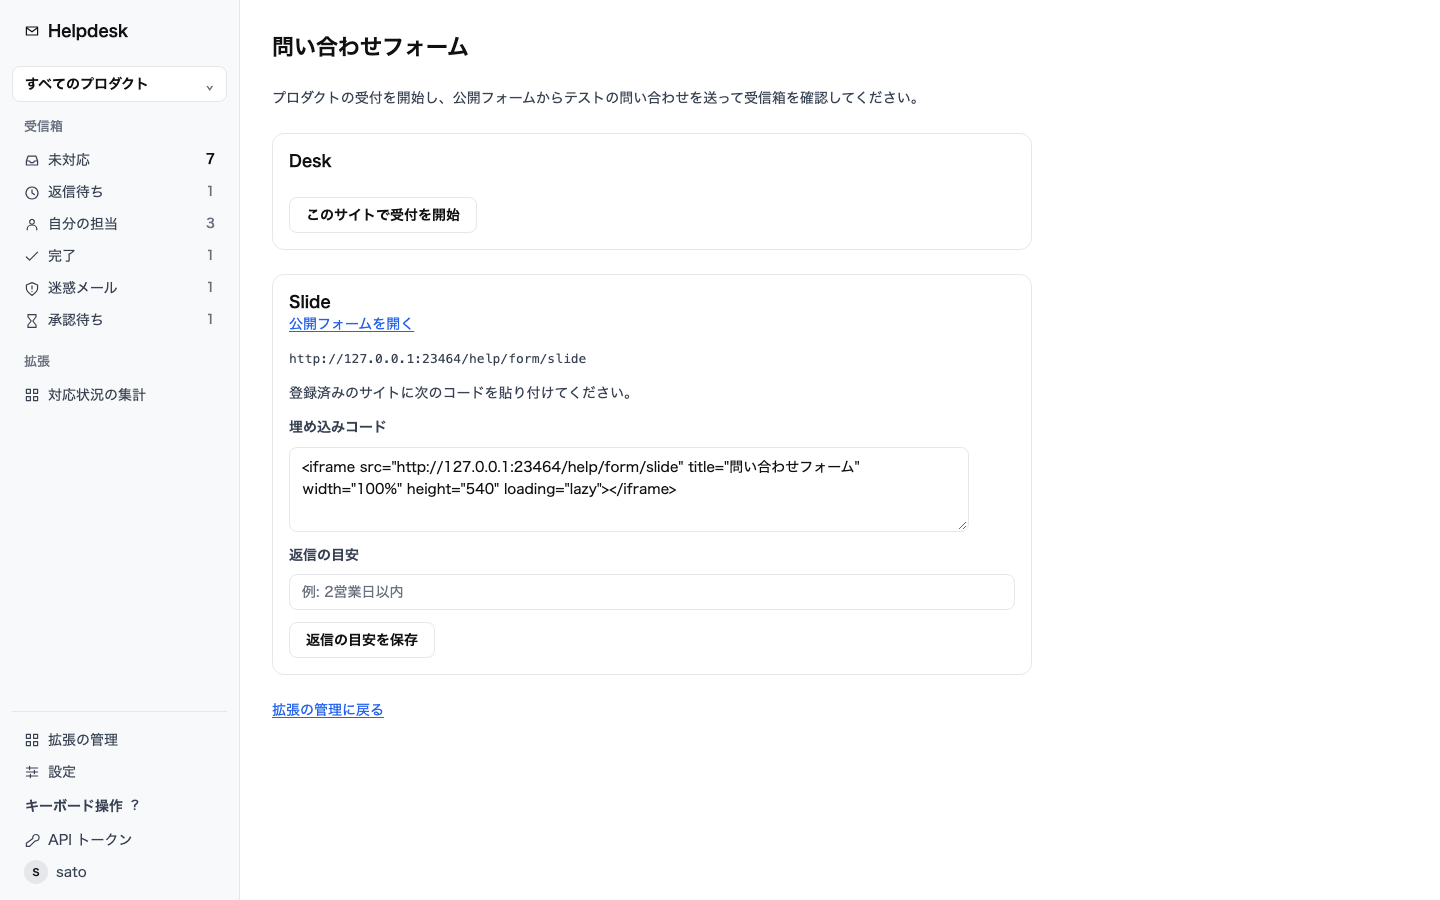 Helpdesk
すべてのプロダクト
受信箱
未対応 7
返信待ち 1
自分の担当 3
完了 1
迷惑メール 1
承認待ち 1
拡張
対応状況の集計
拡張の管理
設定
キーボード操作 ?
API トークン
S sato
問い合わせフォーム
プロダクトの受付を開始し、公開フォームからテストの問い合わせを送って受信箱を確認してください。
Desk
このサイトで受付を開始
Slide
公開フォームを開く
http://127.0.0.1:23464/help/form/slide
登録済みのサイトに次のコードを貼り付けてください。
埋め込みコード
<iframe src="http://127.0.0.1:23464/help/form/slide" title="問い合わせフォーム"
width="100%" height="540" loading="lazy"></iframe>
返信の目安
例: 2営業日以内
返信の目安を保存
拡張の管理に戻る